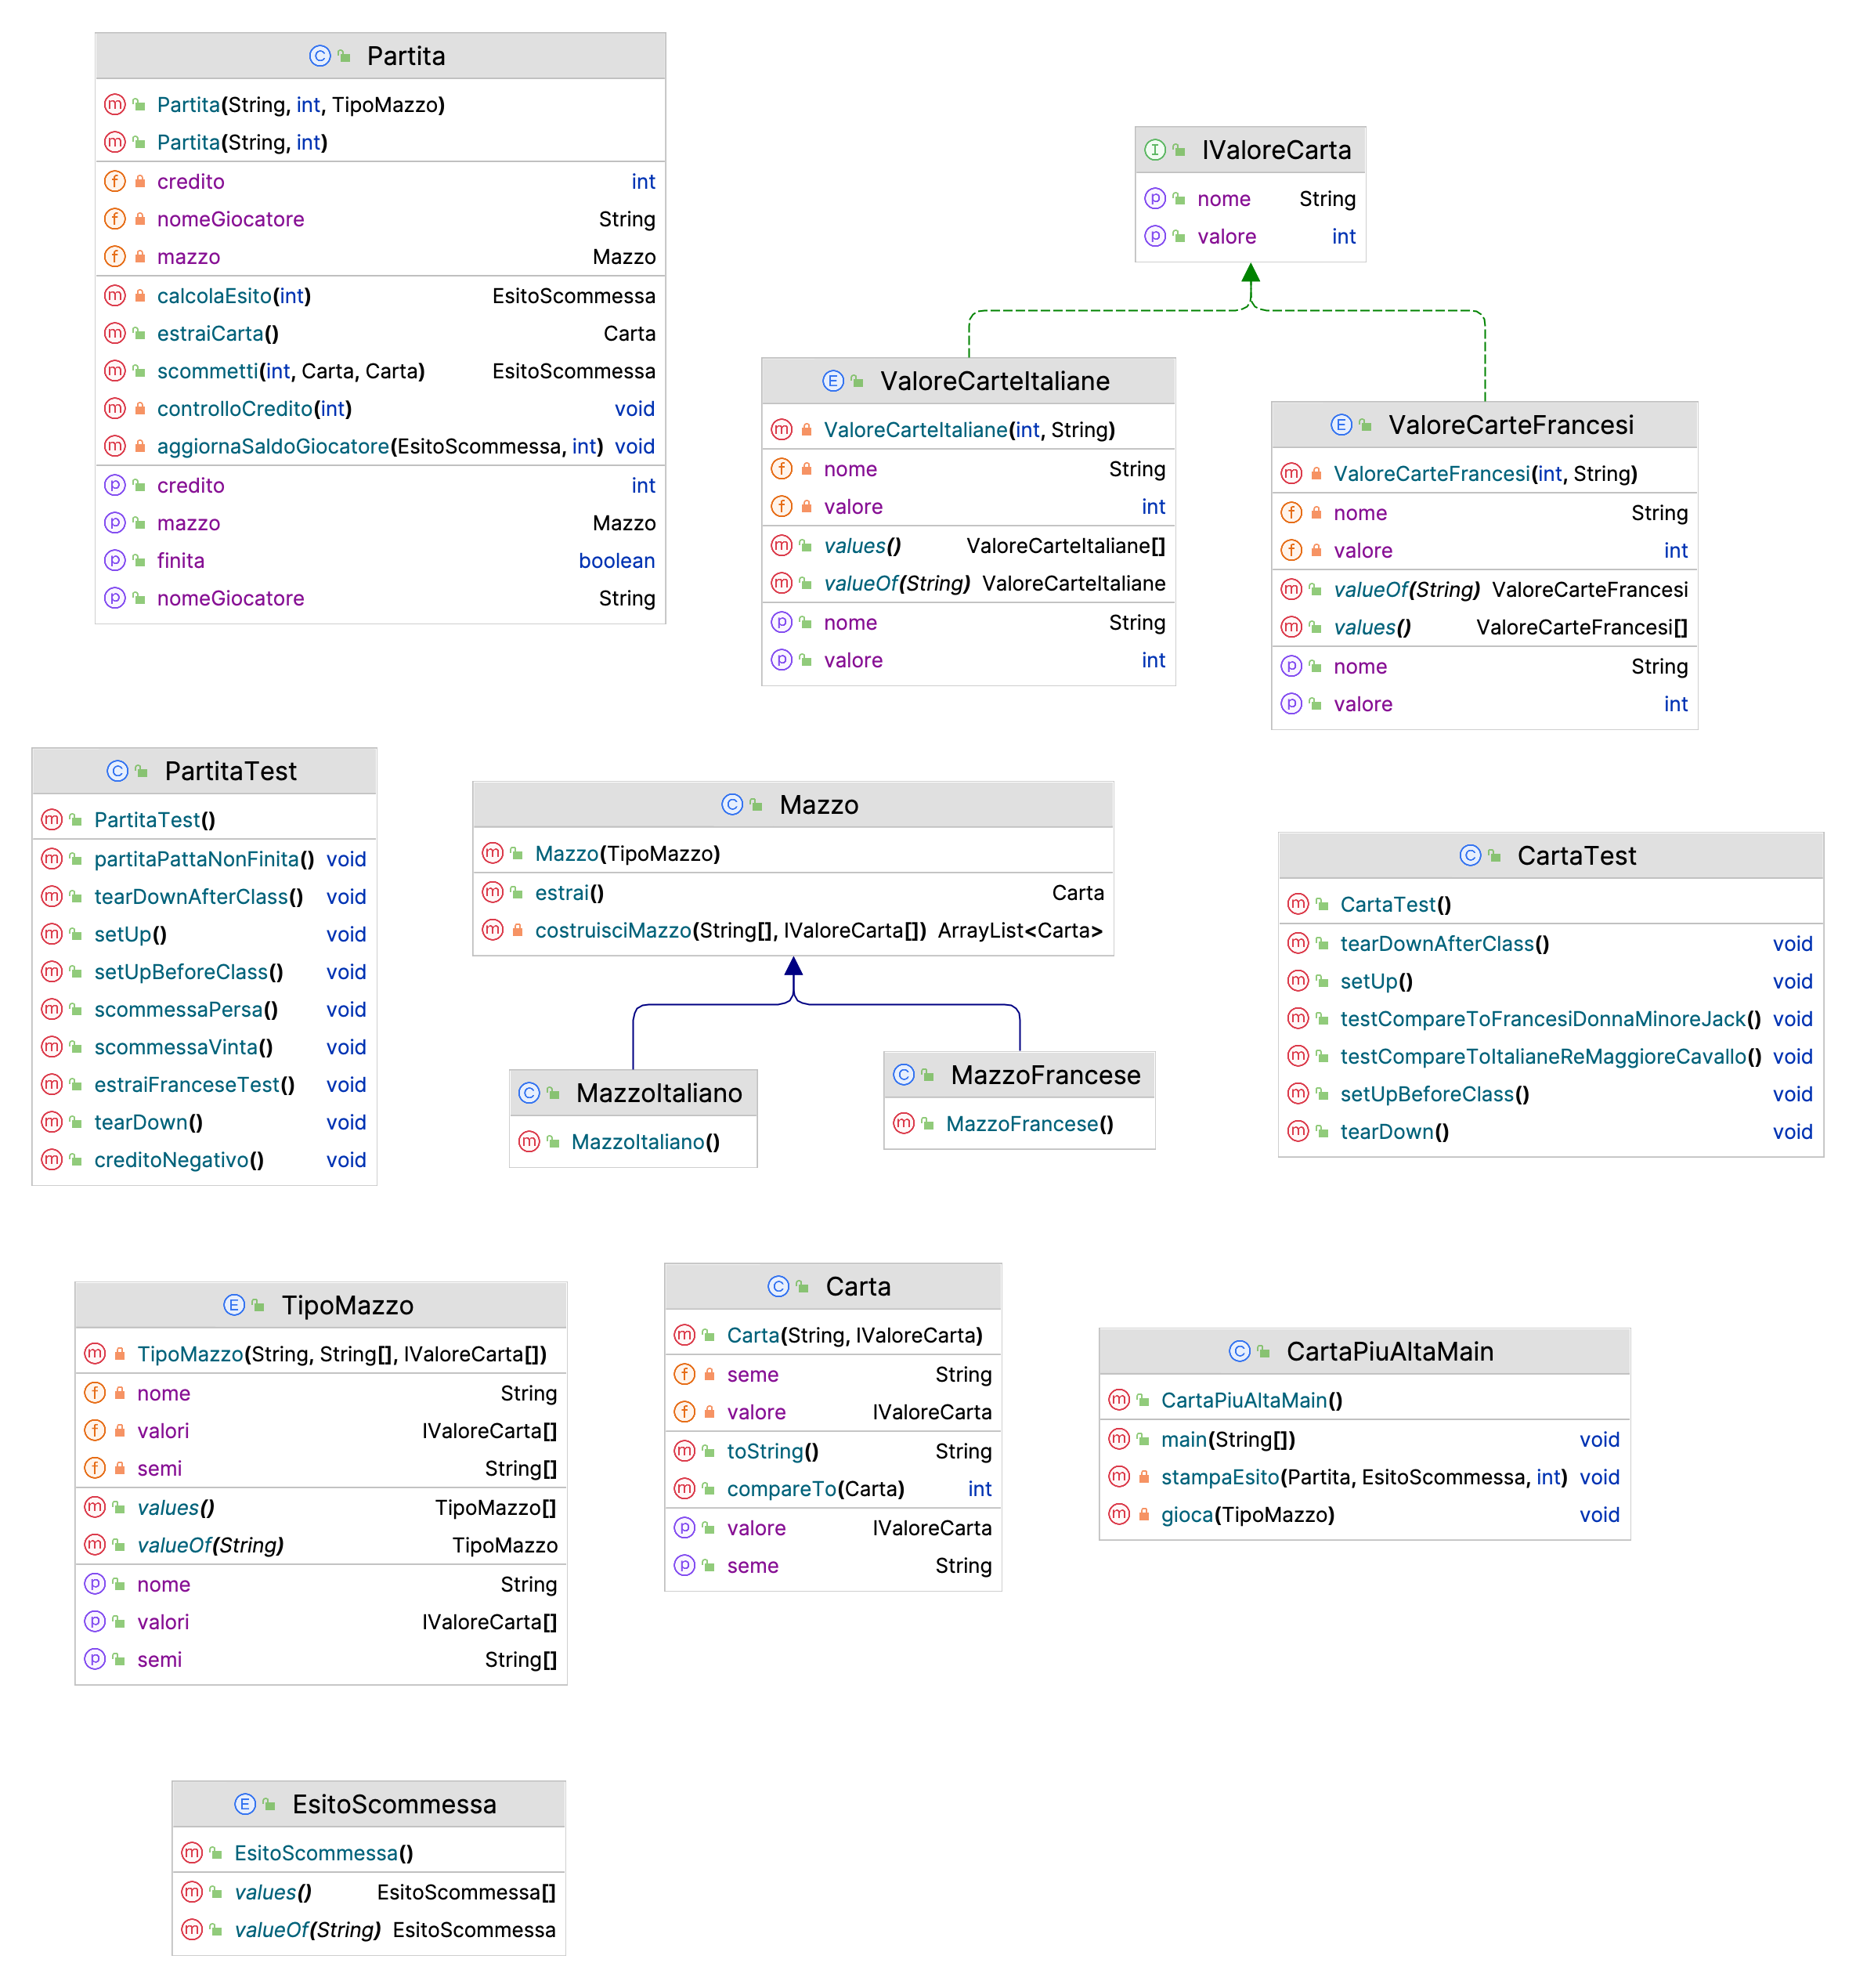 Partita
Partita(String, int, TipoMazzo)
Partita(String, int)
credito int
nomeGiocatore String
mazzo Mazzo
calcolaEsito(int) EsitoScommessa
estraiCarta() Carta
scommetti(int, Carta, Carta) EsitoScommessa
controlloCredito(int) void
aggiornaSaldoGiocatore(EsitoScommessa, int) void
credito int
mazzo Mazzo
finita boolean
nomeGiocatore String
IValoreCarta
nome String
valore int
ValoreCarteItaliane
ValoreCarteItaliane(int, String)
nome String
valore int
values() ValoreCarteItaliane[]
valueOf(String) ValoreCarteItaliane
nome String
valore int
ValoreCarteFrancesi
ValoreCarteFrancesi(int, String)
nome String
valore int
valueOf(String) ValoreCarteFrancesi
values() ValoreCarteFrancesi[]
nome String
valore int
PartitaTest
PartitaTest()
partitaPattaNonFinita() void
tearDownAfterClass() void
setUp() void
setUpBeforeClass() void
scommessaPersa() void
scommessaVinta() void
estraiFranceseTest() void
tearDown() void
creditoNegativo() void
Mazzo
Mazzo(TipoMazzo)
estrai() Carta
costruisciMazzo(String[], IValoreCarta[]) ArrayList<Carta>
MazzoItaliano
MazzoItaliano()
MazzoFrancese
MazzoFrancese()
CartaTest
CartaTest()
tearDownAfterClass() void
setUp() void
testCompareToFrancesiDonnaMinoreJack() void
testCompareToItalianeReMaggioreCavallo() void
setUpBeforeClass() void
tearDown() void
TipoMazzo
TipoMazzo(String, String[], IValoreCarta[])
nome String
valori IValoreCarta[]
semi String[]
values() TipoMazzo[]
valueOf(String) TipoMazzo
nome String
valori IValoreCarta[]
semi String[]
Carta
Carta(String, IValoreCarta)
seme String
valore IValoreCarta
toString() String
compareTo(Carta) int
valore IValoreCarta
seme String
CartaPiuAltaMain
CartaPiuAltaMain()
main(String[]) void
stampaEsito(Partita, EsitoScommessa, int) void
gioca(TipoMazzo) void
EsitoScommessa
EsitoScommessa()
values() EsitoScommessa[]
valueOf(String) EsitoScommessa